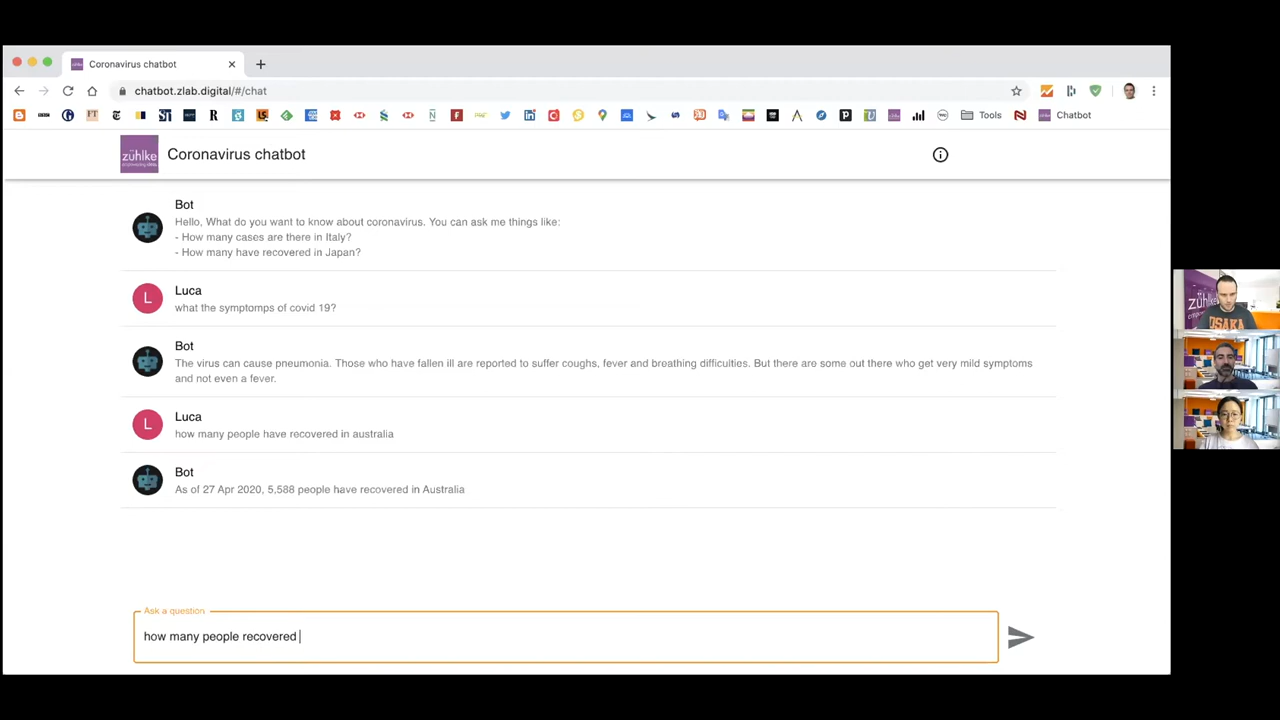 Coronavirus chatbot
chatbot.zlab.digital/#/chat
Tools
Chatbot
zühlke
Coronavirus chatbot
Bot
Hello, What do you want to know about coronavirus. You can ask me things like:
- How many cases are there in Italy?
- How many have recovered in Japan?
L
Luca
what the symptomps of covid 19?
Bot
The virus can cause pneumonia. Those who have fallen ill are reported to suffer coughs, fever and breathing difficulties. But there are some out there who get very mild symptoms
and not even a fever.
L
Luca
how many people have recovered in australia
Bot
As of 27 Apr 2020, 5,588 people have recovered in Australia
Ask a question
how many people recovered
zühlke
OSAKA